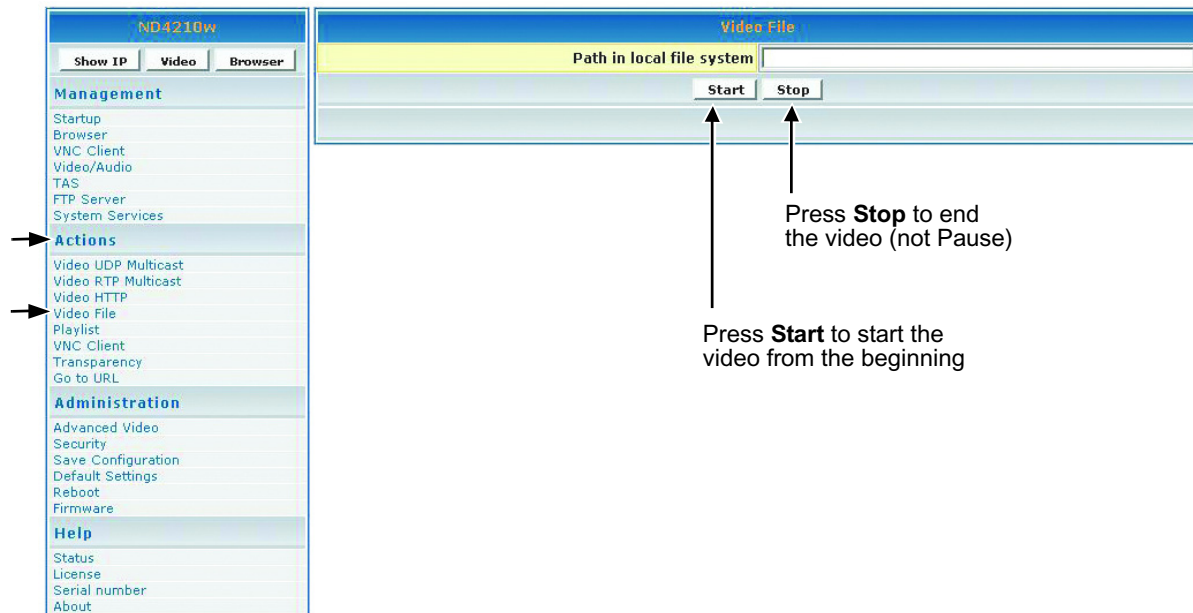 ND4210w
Show IP Video Browser
Management
Startup
Browser
VNC Client
Video/Audio
TAS
FTP Server
System Services
Actions
Video UDP Multicast
Video RTP Multicast
Video HTTP
Video File
Playlist
VNC Client
Transparency
Go to URL
Administration
Advanced Video
Security
Save Configuration
Default Settings
Reboot
Firmware
Help
Status
License
Serial number
About
Video File
Path in local file system
Start Stop
Press Stop to end
the video (not Pause)
Press Start to start the
video from the beginning